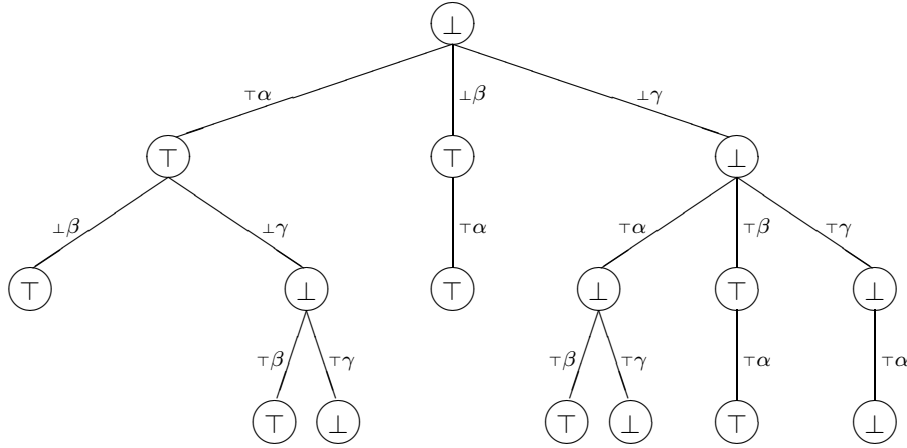 ⊥
⊤α ⊥β ⊥γ
⊤ ⊤ ⊥
⊥β ⊥γ ⊤α ⊤α ⊤β ⊤γ
⊤ ⊥ ⊤ ⊥ ⊤ ⊥
⊤β ⊤γ ⊤β ⊤γ ⊤α ⊤α
⊤ ⊥ ⊤ ⊥ ⊤ ⊥